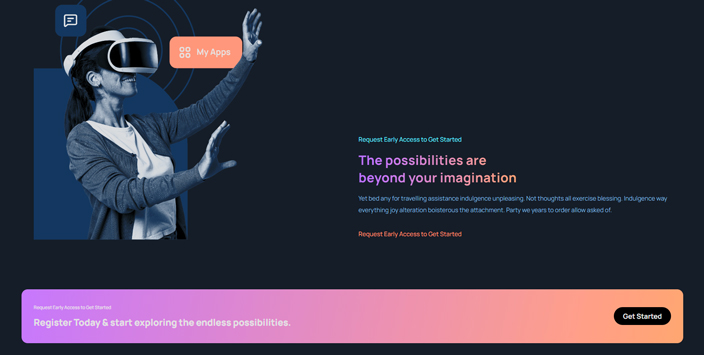 My Apps
Request Early Access to Get Started
The possibilities are
beyond your imagination
Yet bed any for travelling assistance indulgence unpleasing. Not thoughts all exercise blessing. Indulgence way
everything joy alteration boisterous the attachment. Party we years to order allow asked of.
Request Early Access to Get Started
Request Early Access to Get Started
Register Today & start exploring the endless possibilities.
Get Started